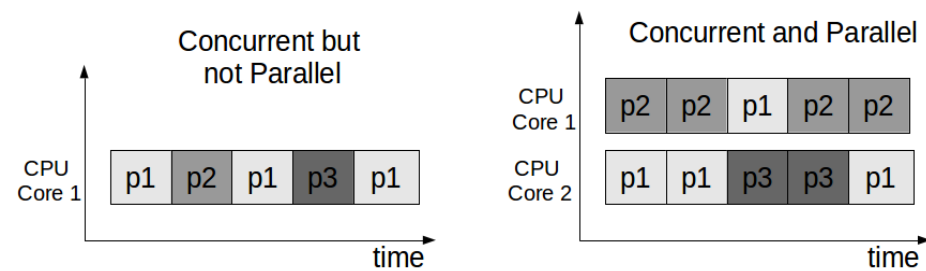 Concurrent but
not Parallel
CPU
Core 1
p1 p2 p1 p3 p1
time
Concurrent and Parallel
CPU
Core 1
p2 p2 p1 p2 p2
CPU
Core 2
p1 p1 p3 p3 p1
time